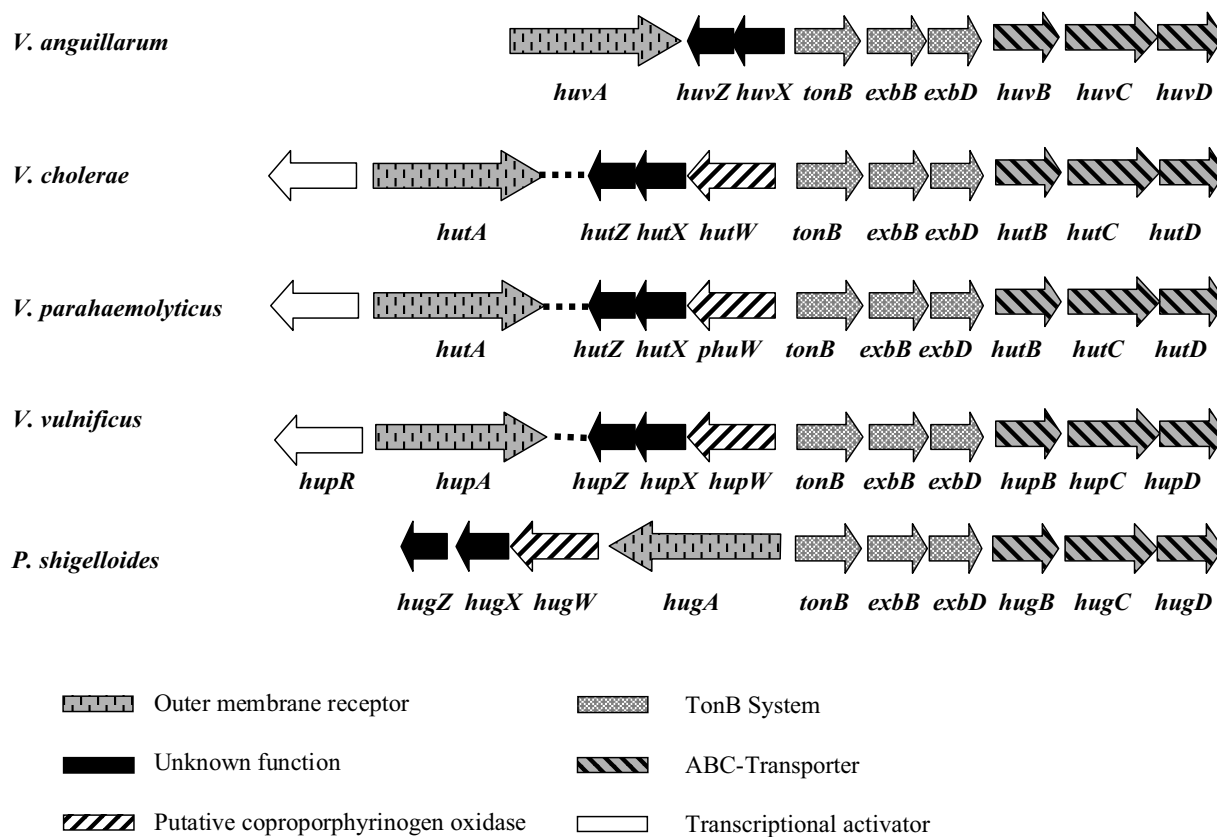 V. anguillarum
huvA huvZ huvX tonB exbB exbD huvB huvC huvD
V. cholerae
hutA hutZ hutX hutW tonB exbB exbD hutB hutC hutD
V. parahaemolyticus
hutA hutZ hutX phuW tonB exbB exbD hutB hutC hutD
V. vulnificus
hupR hupA hupZ hupX hupW tonB exbB exbD hupB hupC hupD
P. shigelloides
hugZ hugX hugW hugA tonB exbB exbD hugB hugC hugD
Outer membrane receptor TonB System
Unknown function ABC-Transporter
Putative coproporphyrinogen oxidase Transcriptional activator